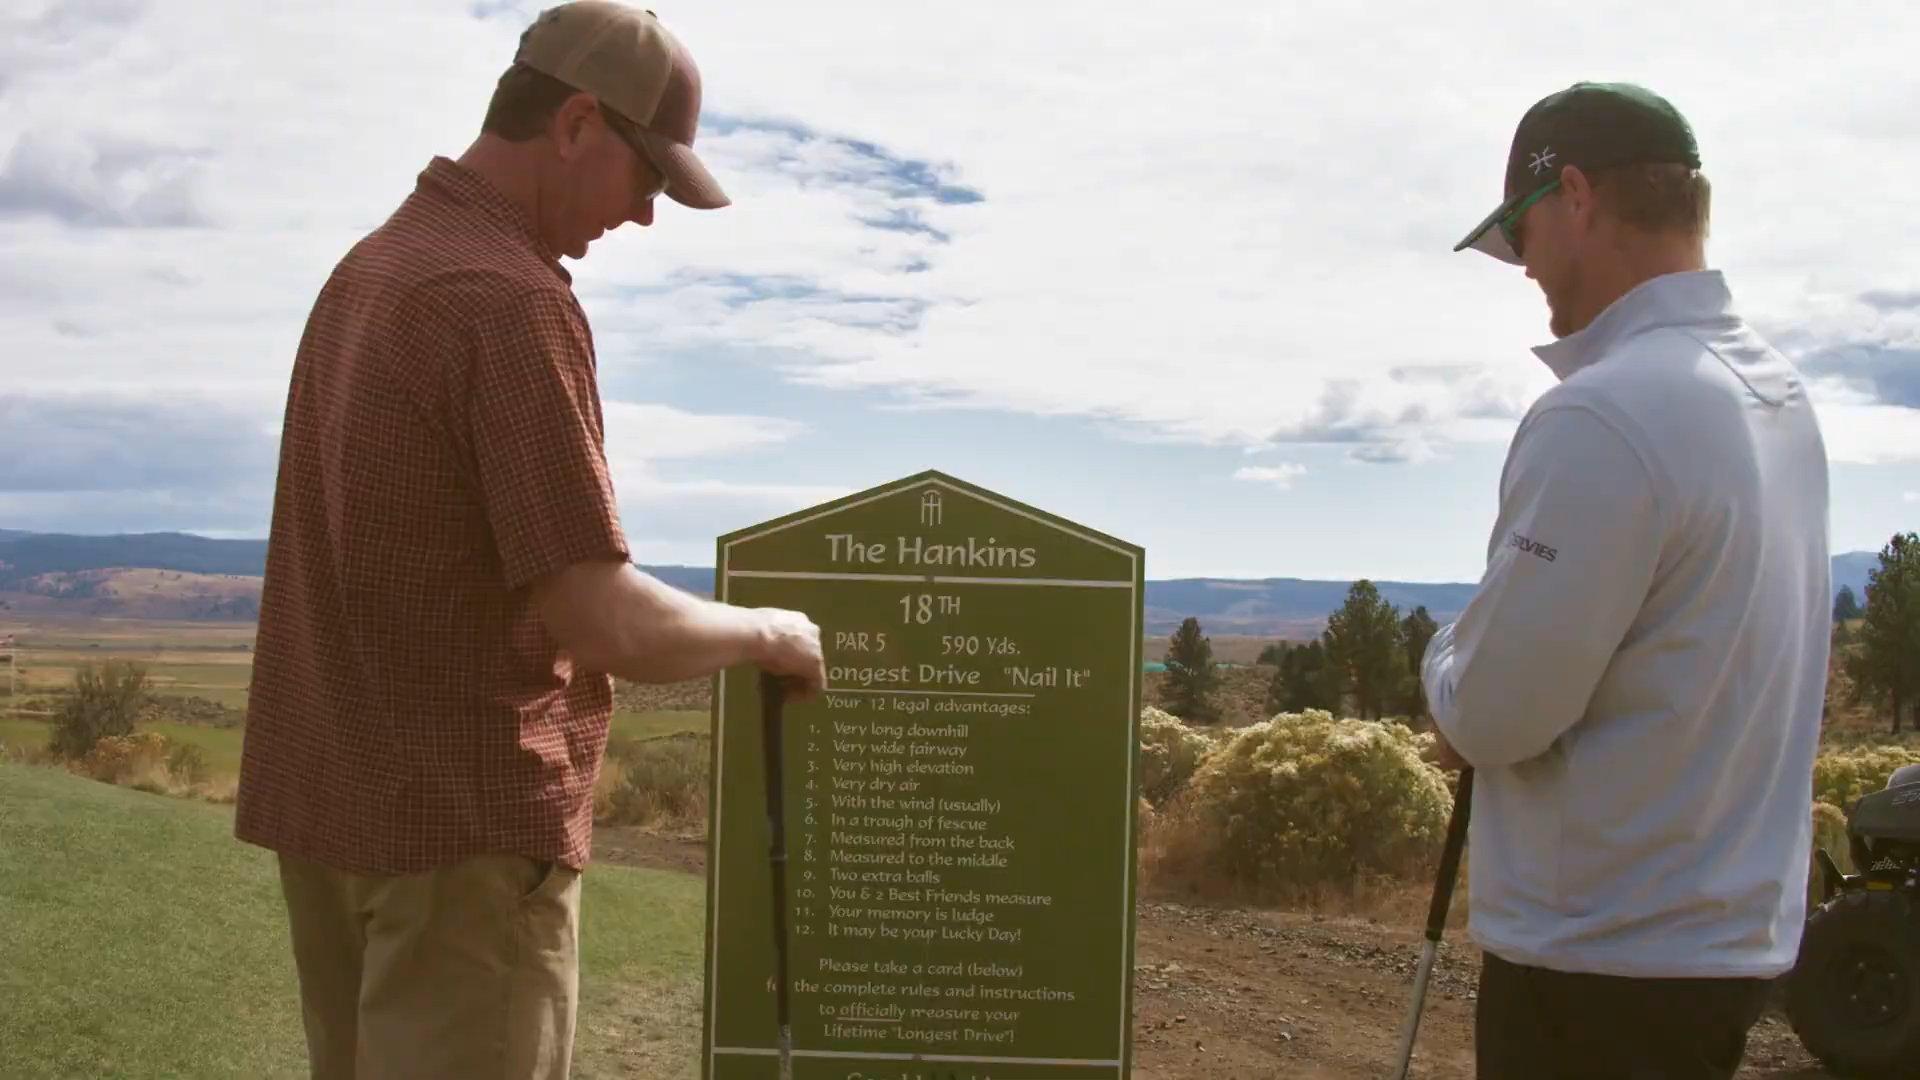 The Hankins
18TH
PAR 5 590 Yds.
Longest Drive "Nail It"
Your 12 legal advantages:
1. Very long downhill
2. Very wide fairway
3. Very high elevation
4. Very dry air
5. With the wind (usually)
6. In a trough of fescue
7. Measured from the back
8. Measured to the middle
9. Two extra balls
10. You & 2 Best Friends measure
11. Your memory is Judge
12. It may be your Lucky Day!
Please take a card (below)
for the complete rules and instructions
to officially measure your
Lifetime "Longest Drive"!
SILVIES